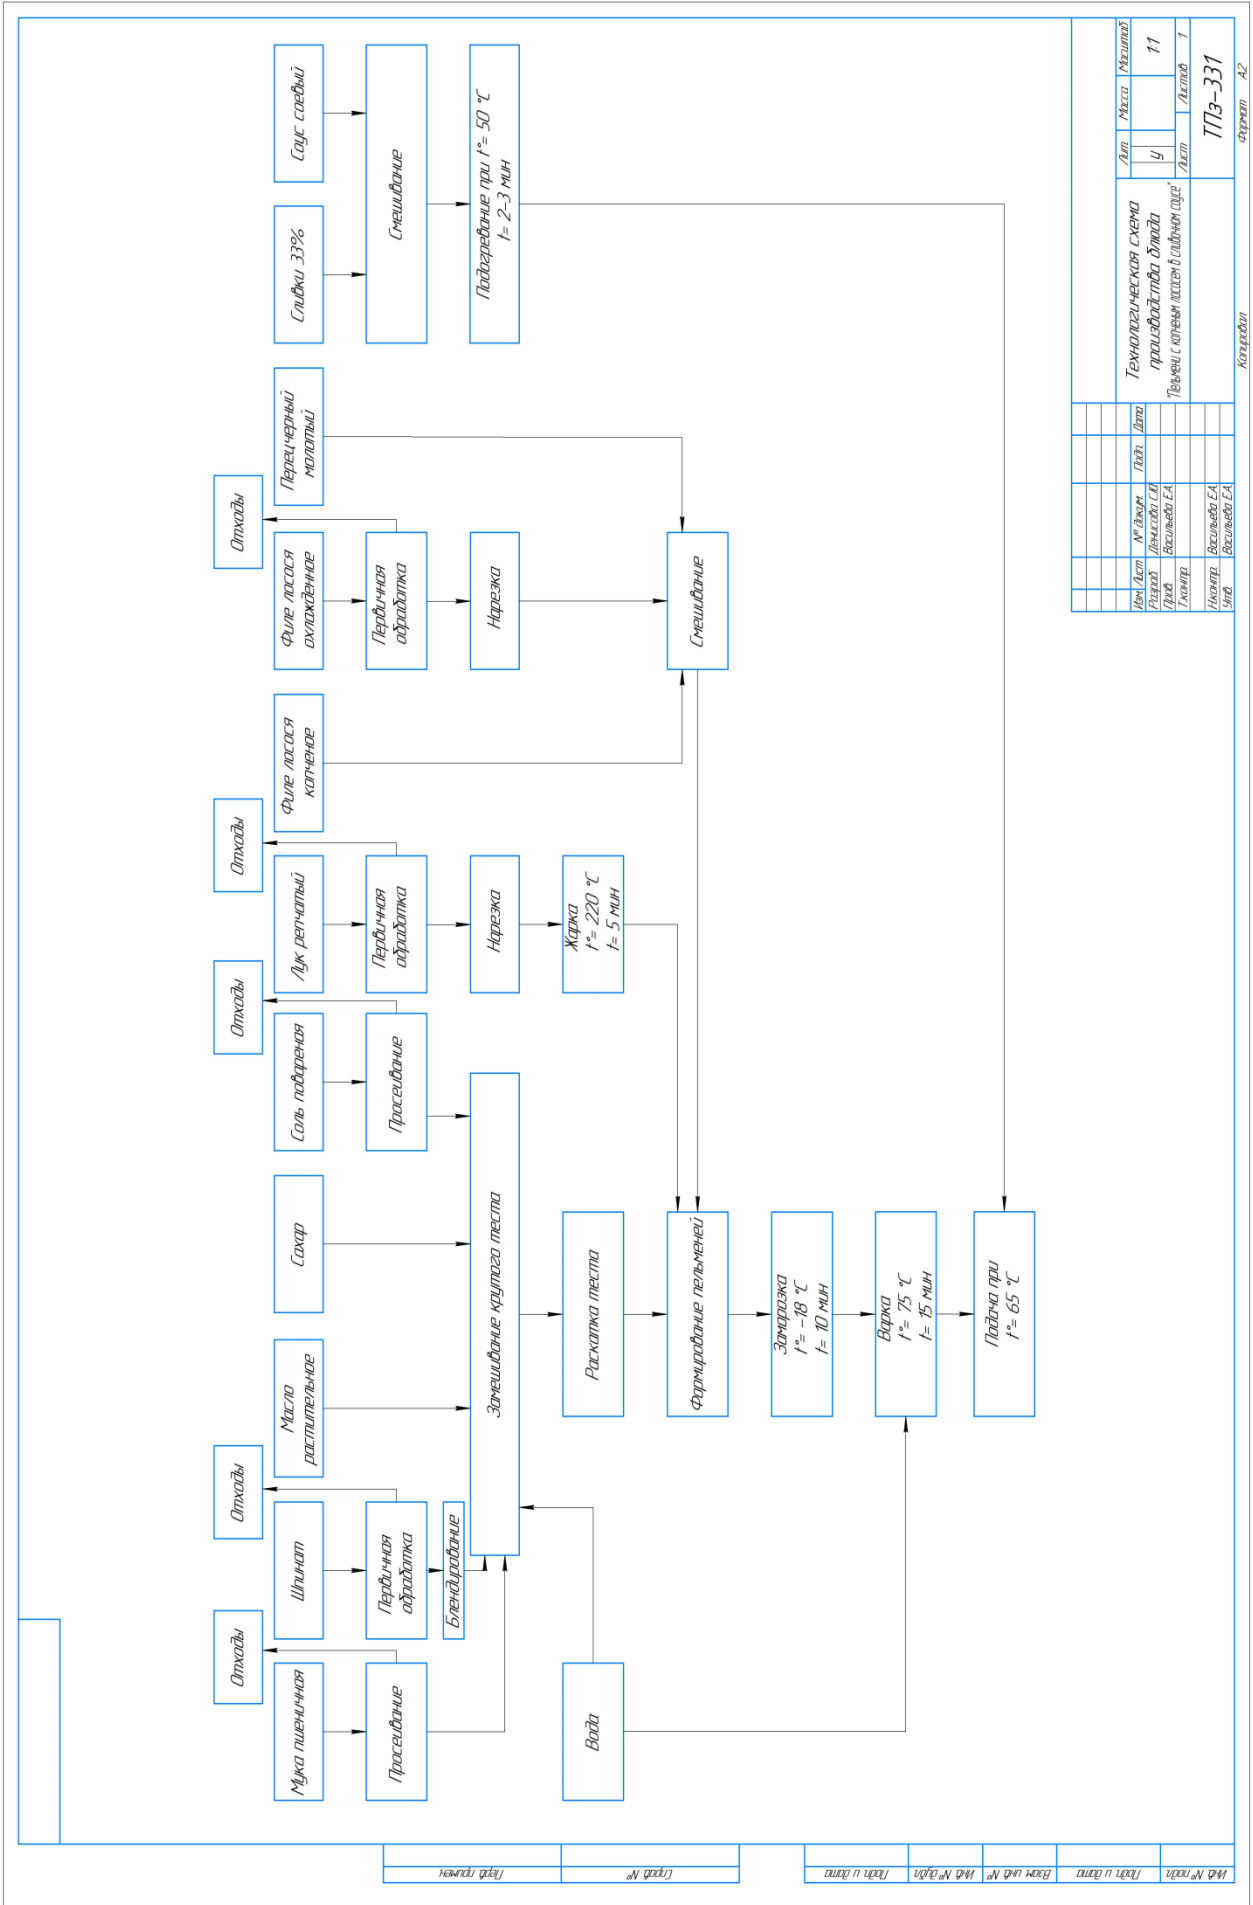 Отходы
Отходы
Отходы
Отходы
Отходы
Мука пшеничная
Шпинат
Масло
растительное
Сахар
Соль повареная
Лук репчатый
Филе лосося
копченое
Филе лосося
охлажденное
Перецчерный
молотый
Сливки 33%
Соус соевый
Просеивание
Первичная
обработка
Просеивание
Первичная
обработка
Первичная
обработка
Смешивание
Блендирование
Замешивание крутого теста
Нарезка
Нарезка
Подогревание при t°= 50 °C
t= 2-3 мин
Вода
Раскатка теста
Жарка
t°= 220 °C
t= 5 мин
Формирование пельменей
Смешивание
Заморозка
t°= -18 °C
t= 10 мин
Варка
t°= 75 °C
t= 15 мин
Подача при
t°= 65 °C
Перв. примен.
Справ. №
Подп. и дата
Инв. № дубл.
Взам. инв. №
Подп. и дата
Инв. № подл.
Изм. Лист № докум. Подп. Дата
Разраб. Денисова С.Ю.
Пров. Васильева Е.А.
Т.контр.
Н.контр. Васильева Е.А.
Утв. Васильева Е.А.
Технологическая схема
производства блюда
"Пельмени с копченым лососем в сливочном соусе"
Лит. Масса Масштаб
у 1:1
Лист Листов 1
ТПз-331
Копировал Формат А2